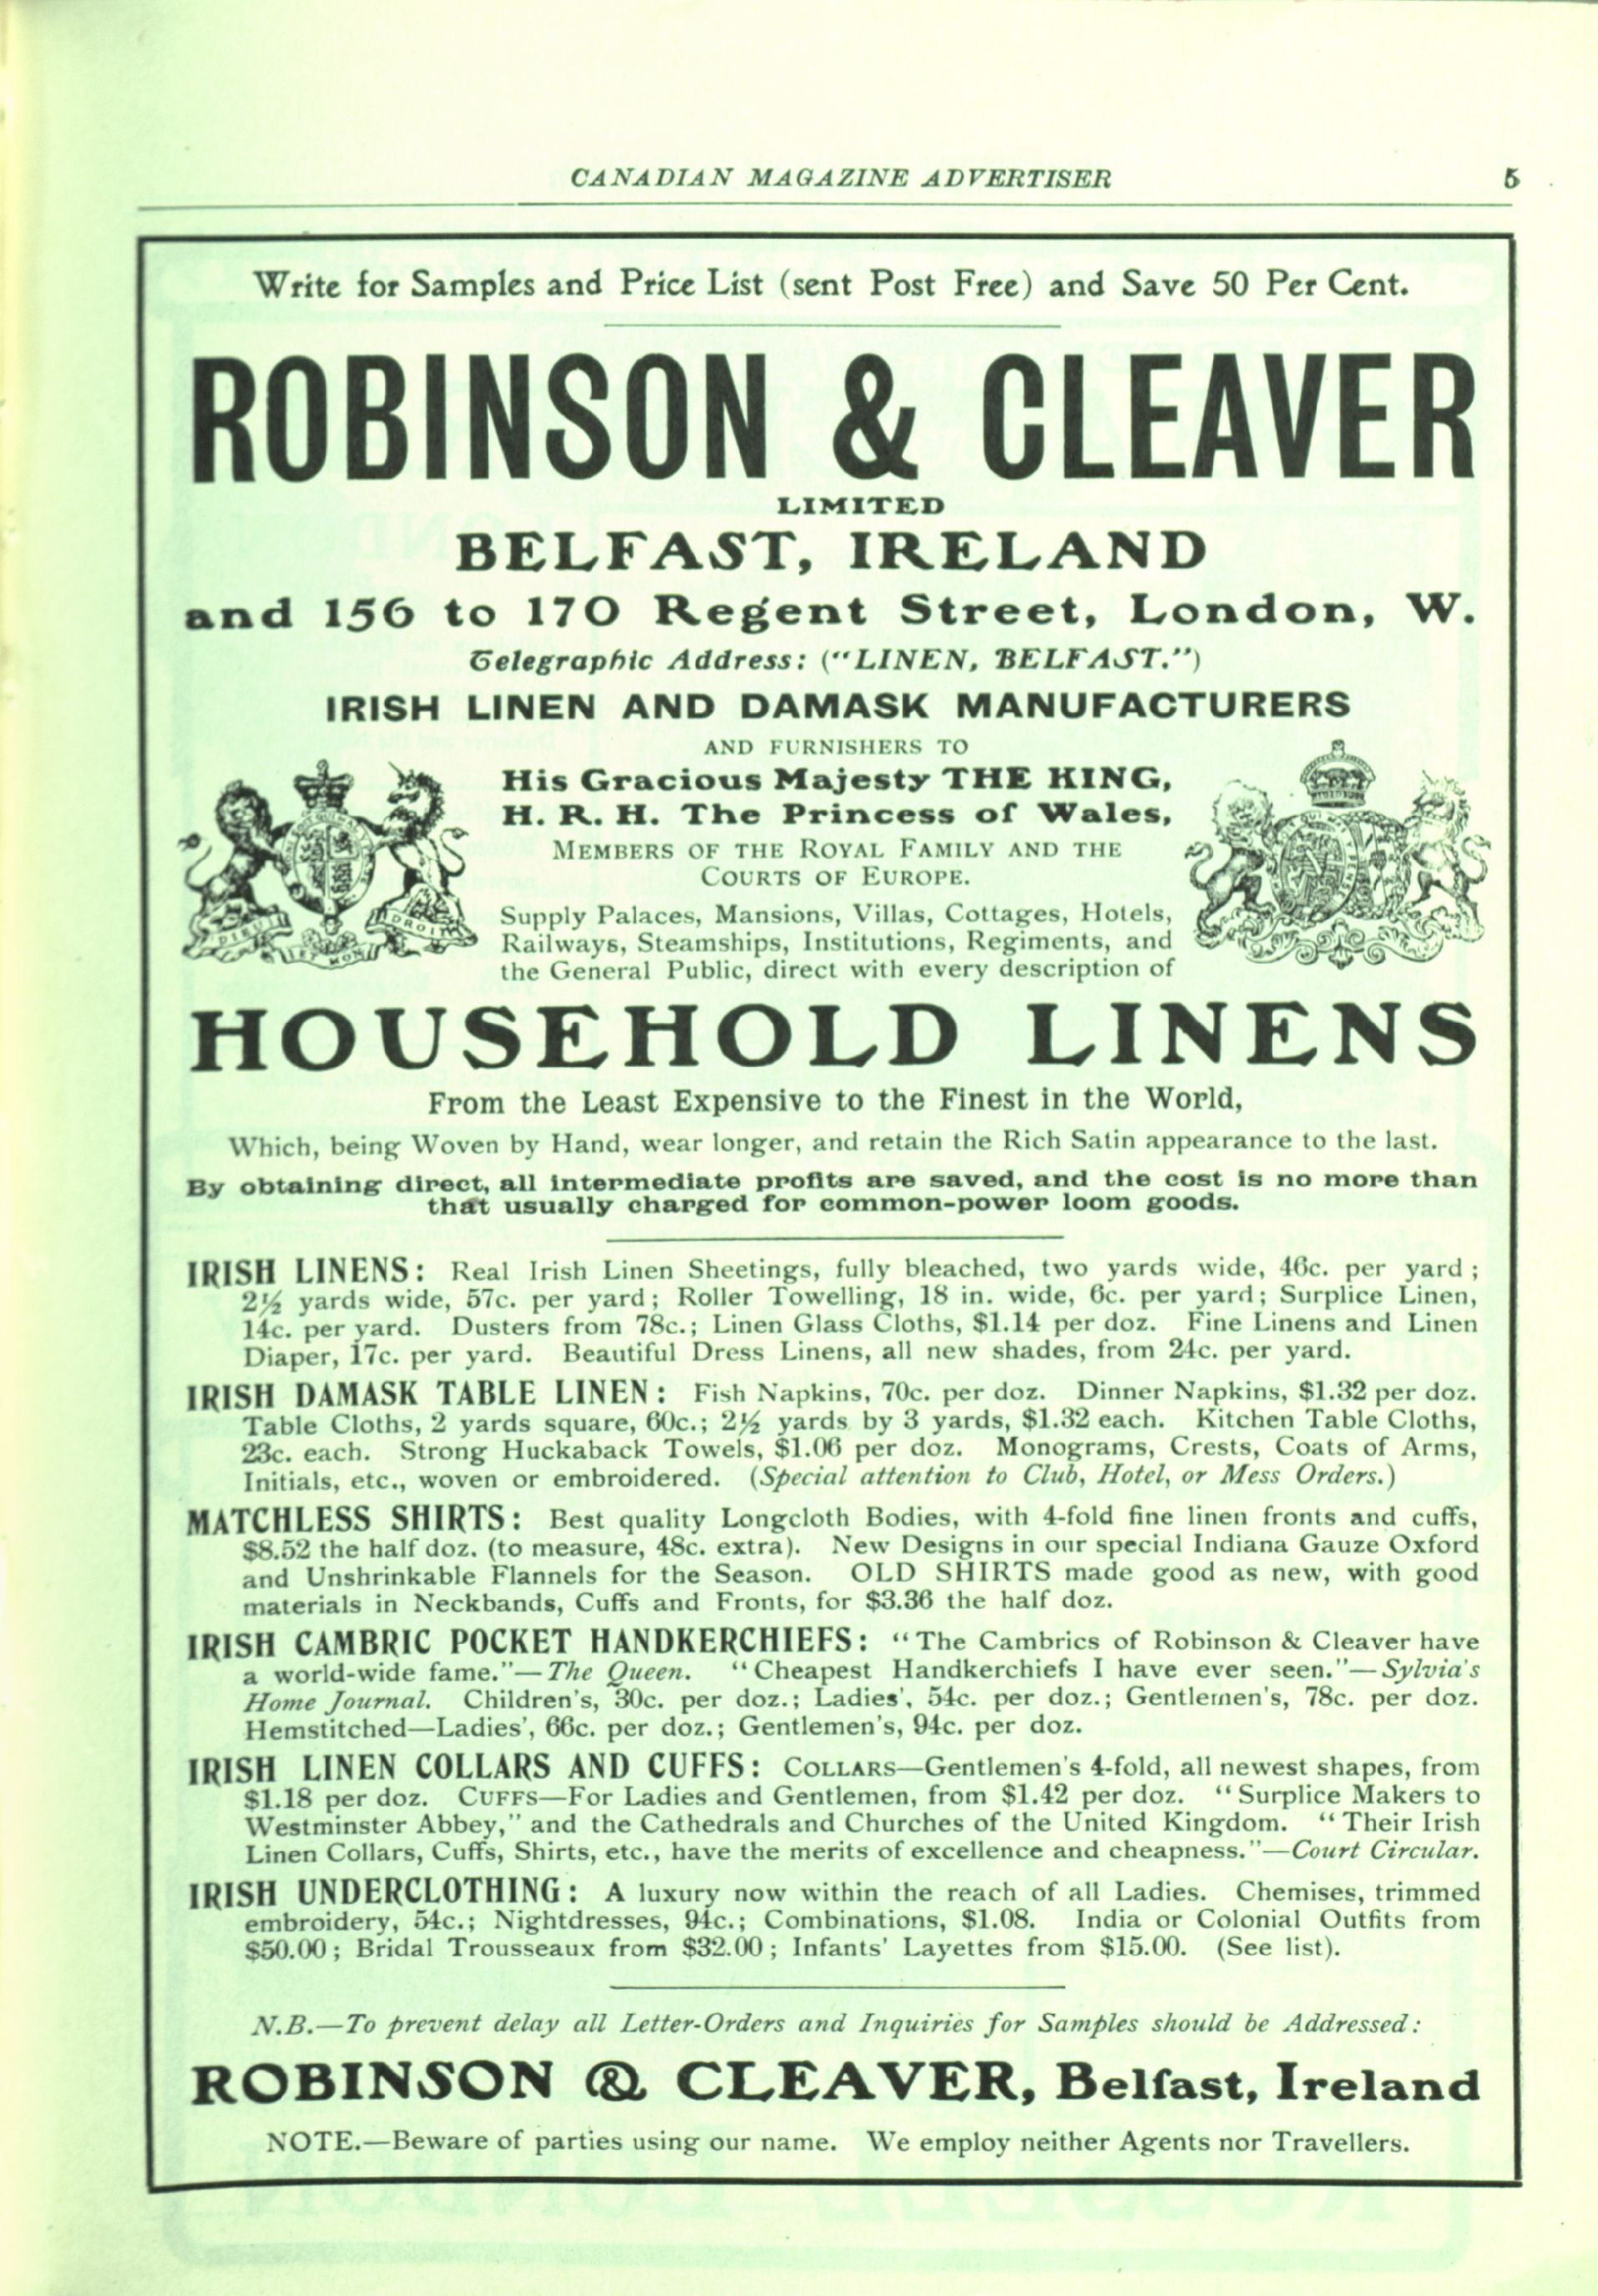 CANADIAN MAGAZINE ADVERTISER 5
Write for Samples and Price List (sent Post Free) and Save 50 Per Cent.
ROBINSON & CLEAVER
LIMITED
BELFAST, IRELAND
and 156 to 170 Regent Street, London, W.
Telegraphic Address: ("LINEN, BELFAST.")
IRISH LINEN AND DAMASK MANUFACTURERS
AND FURNISHERS TO
His Gracious Majesty THE KING,
H. R. H. The Princess of Wales,
MEMBERS OF THE ROYAL FAMILY AND THE
COURTS OF EUROPE.
Supply Palaces, Mansions, Villas, Cottages, Hotels,
Railways, Steamships, Institutions, Regiments, and
the General Public, direct with every description of
DIEU ET MON DROIT
HOUSEHOLD LINENS
From the Least Expensive to the Finest in the World,
Which, being Woven by Hand, wear longer, and retain the Rich Satin appearance to the last.
By obtaining direct, all intermediate profits are saved, and the cost is no more than
that usually charged for common-power loom goods.
IRISH LINENS: Real Irish Linen Sheetings, fully bleached, two yards wide, 46c. per yard;
2½ yards wide, 57c. per yard; Roller Towelling, 18 in. wide, 6c. per yard; Surplice Linen,
14c. per yard. Dusters from 78c.; Linen Glass Cloths, $1.14 per doz. Fine Linens and Linen
Diaper, 17c. per yard. Beautiful Dress Linens, all new shades, from 24c. per yard.
IRISH DAMASK TABLE LINEN: Fish Napkins, 70c. per doz. Dinner Napkins, $1.32 per doz.
Table Cloths, 2 yards square, 60c.; 2½ yards by 3 yards, $1.32 each. Kitchen Table Cloths,
23c. each. Strong Huckaback Towels, $1.06 per doz. Monograms, Crests, Coats of Arms,
Initials, etc., woven or embroidered. (Special attention to Club, Hotel, or Mess Orders.)
MATCHLESS SHIRTS: Best quality Longcloth Bodies, with 4-fold fine linen fronts and cuffs,
$8.52 the half doz. (to measure, 48c. extra). New Designs in our special Indiana Gauze Oxford
and Unshrinkable Flannels for the Season. OLD SHIRTS made good as new, with good
materials in Neckbands, Cuffs and Fronts, for $3.36 the half doz.
IRISH CAMBRIC POCKET HANDKERCHIEFS: "The Cambrics of Robinson & Cleaver have
a world-wide fame."—The Queen. "Cheapest Handkerchiefs I have ever seen."—Sylvia's
Home Journal. Children's, 30c. per doz.; Ladies', 54c. per doz.; Gentlemen's, 78c. per doz.
Hemstitched—Ladies', 66c. per doz.; Gentlemen's, 94c. per doz.
IRISH LINEN COLLARS AND CUFFS: COLLARS—Gentlemen's 4-fold, all newest shapes, from
$1.18 per doz. CUFFS—For Ladies and Gentlemen, from $1.42 per doz. "Surplice Makers to
Westminster Abbey," and the Cathedrals and Churches of the United Kingdom. "Their Irish
Linen Collars, Cuffs, Shirts, etc., have the merits of excellence and cheapness."—Court Circular.
IRISH UNDERCLOTHING: A luxury now within the reach of all Ladies. Chemises, trimmed
embroidery, 54c.; Nightdresses, 94c.; Combinations, $1.08. India or Colonial Outfits from
$50.00; Bridal Trousseaux from $32.00; Infants' Layettes from $15.00. (See list).
N.B.—To prevent delay all Letter-Orders and Inquiries for Samples should be Addressed:
ROBINSON & CLEAVER, Belfast, Ireland
NOTE.—Beware of parties using our name. We employ neither Agents nor Travellers.